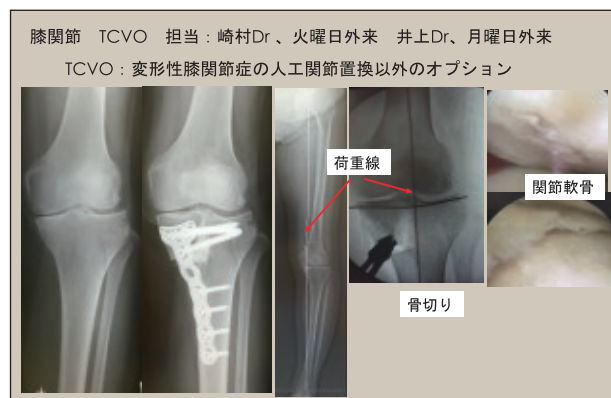 膝関節　TCVO　担当：崎村Dr 、火曜日外来　井上Dr、月曜日外来
TCVO：変形性膝関節症の人工関節置換以外のオプション
荷重線
関節軟骨
骨切り